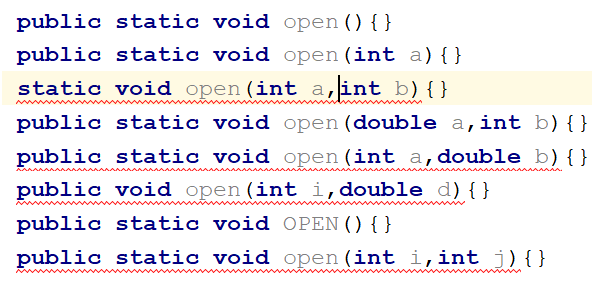 public static void open(){}
public static void open(int a){}
static void open(int a,int b){}
public static void open(double a,int b){}
public static void open(int a,double b){}
public void open(int i,double d){}
public static void OPEN(){}
public static void open(int i,int j){}